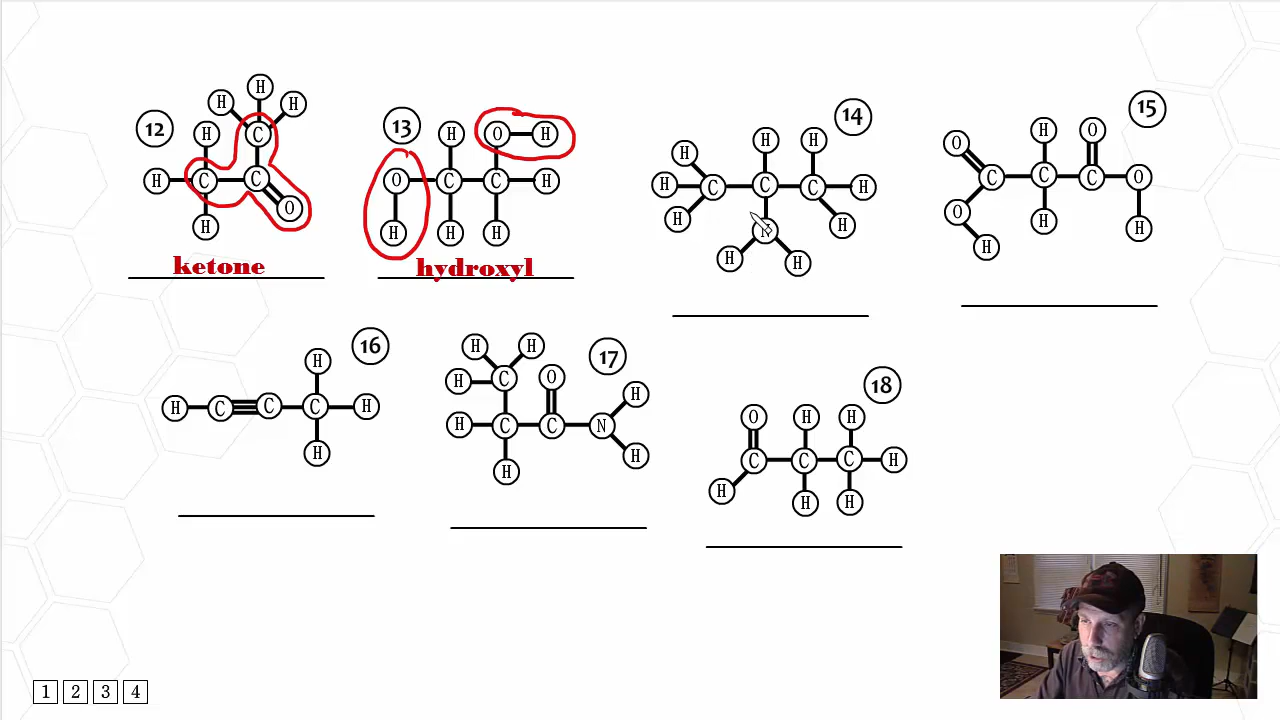 H
H H
12 H C
H C C
O
H
ketone
13 H O H
O C C H
H H H
hydroxyl
14
H H H
H C C C H
H N H
H H
15
O H O
C C C O
O H H
H
16
H
H C C C H
H
H H 17
H C O H
H C C N
H H
18
O H H
C C C H
H H H
1 2 3 4